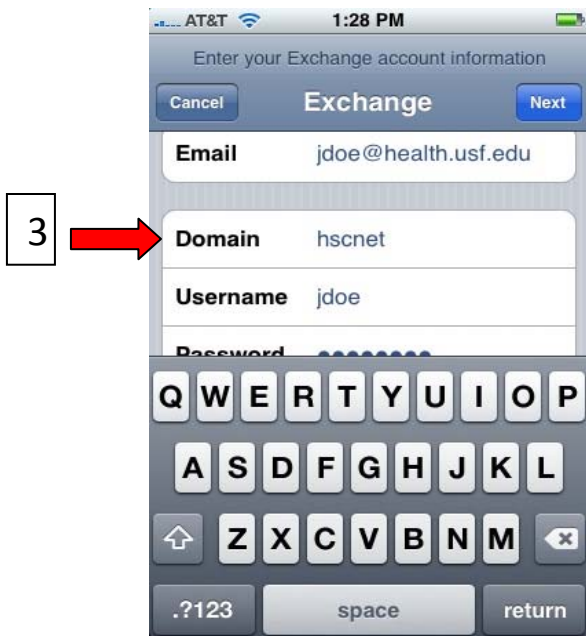 AT&T 1:28 PM
Enter your Exchange account information
Cancel Exchange Next
Email jdoe@health.usf.edu
3
Domain hscnet
Username jdoe
Password ●●●●●●●●
Q W E R T Y U I O P
A S D F G H J K L
Z X C V B N M
.?123 space return